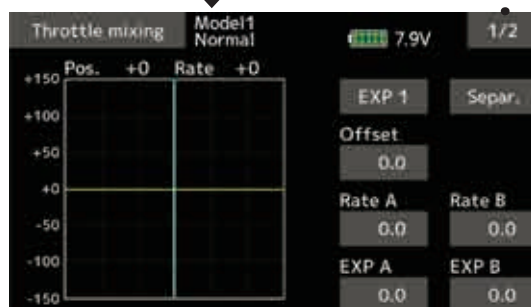 Throttle mixing Model1 7.9V 1/2
Normal
Pos. +0 Rate +0
+150
+100
+50
+0
-50
-100
-150
EXP 1 Separ.
Offset
0.0
Rate A Rate B
0.0 0.0
EXP A EXP B
0.0 0.0